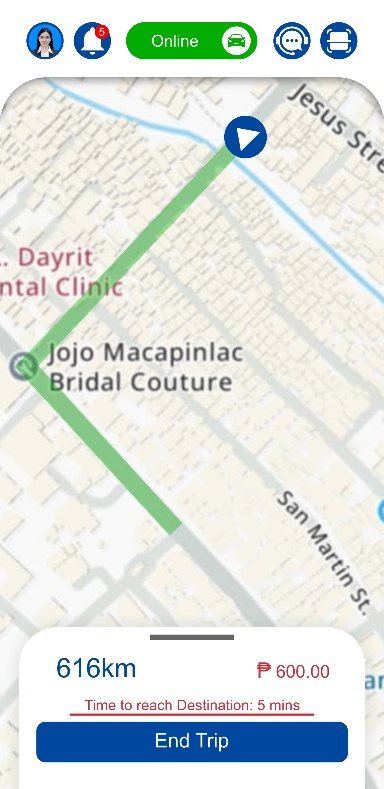 5
Online
Jesus Stre
.. Dayrit
ntal Clinic
Jojo Macapinlac
Bridal Couture
San Martin St.
ar
616km
₱ 600.00
Time to reach Destination: 5 mins
End Trip